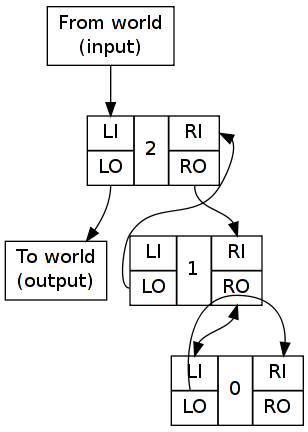 From world
(input)
LI RI
2
LO RO
To world
(output)
LI RI
1
LO RO
LI RI
0
LO RO